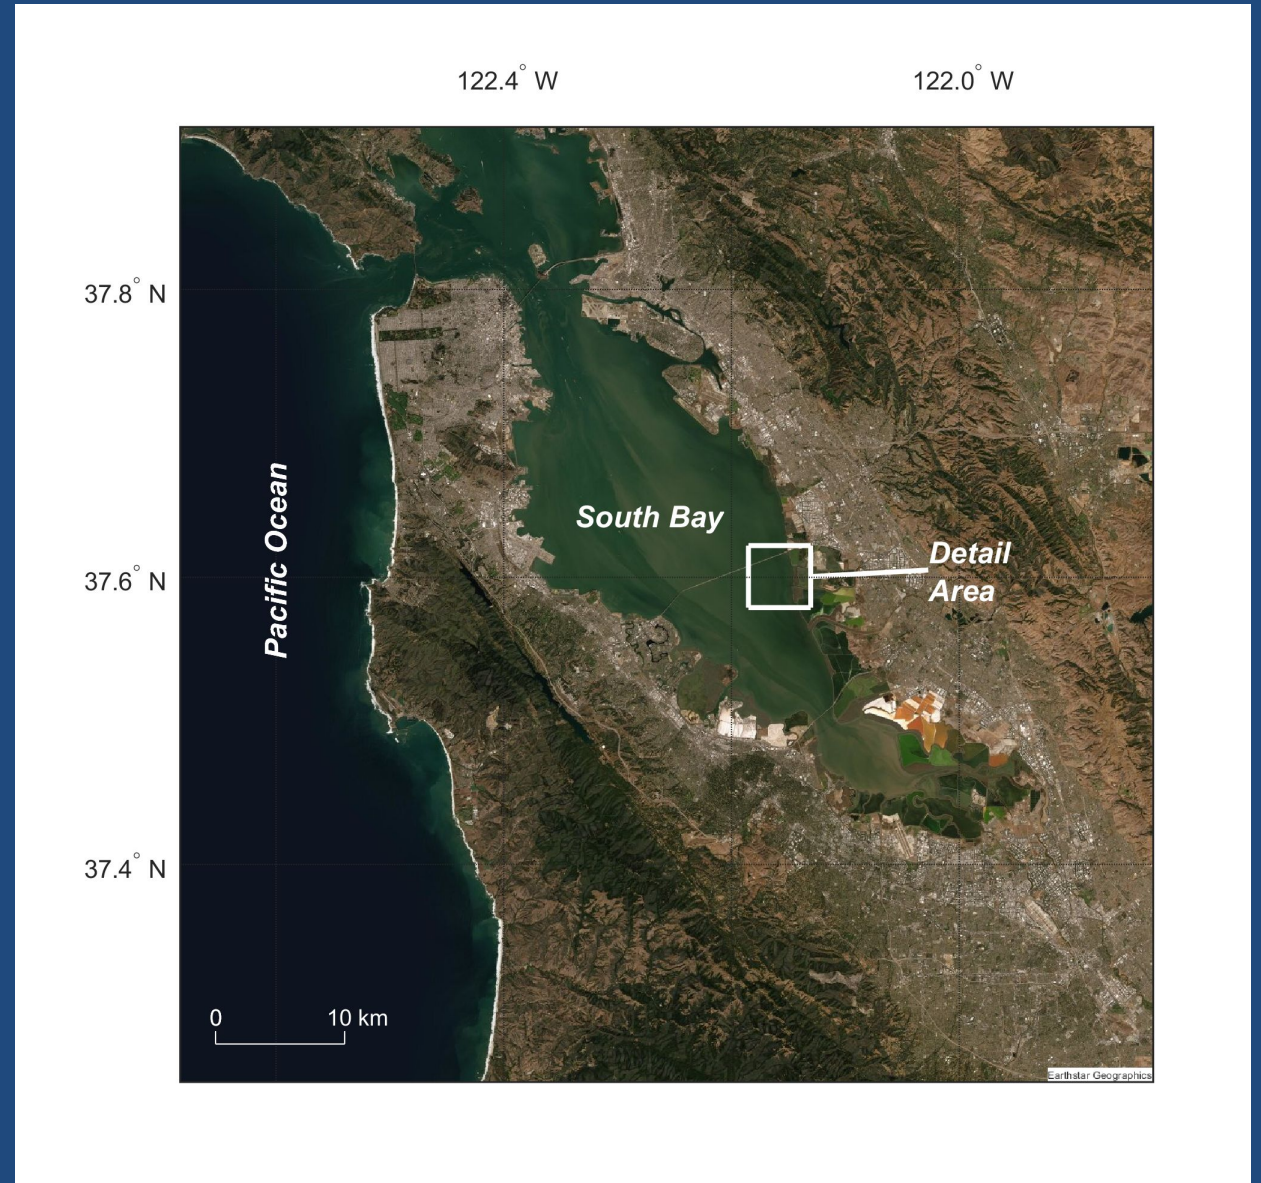 122.4° W
122.0° W
37.8° N
37.6° N
37.4° N
Pacific Ocean
South Bay
Detail
Area
0
10 km
Earthstar Geographics